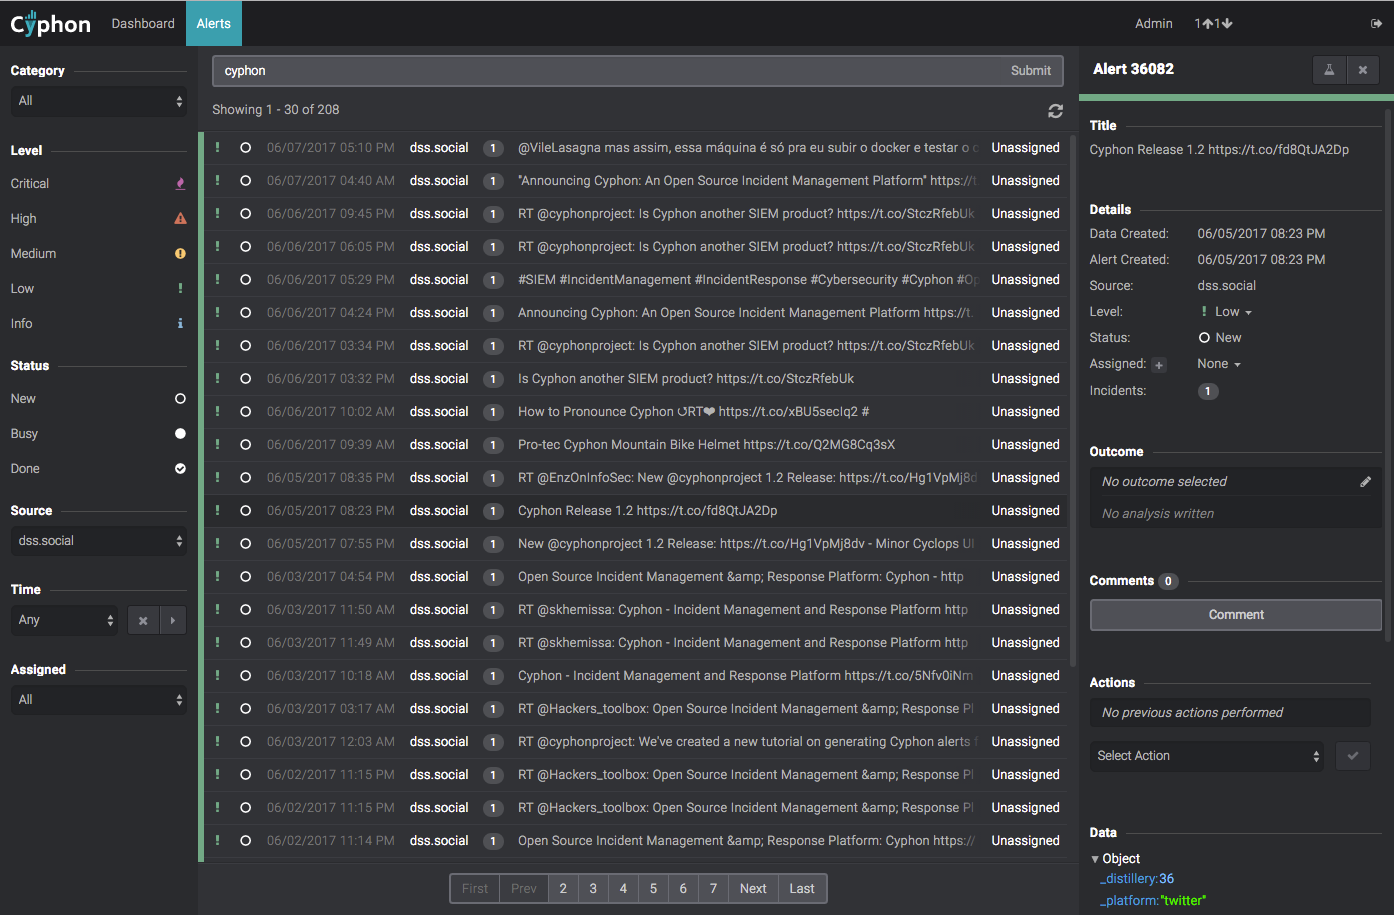 Cyphon Dashboard Alerts Admin 1 1
Category
All
Level
Critical
High
Medium
Low
Info
Status
New
Busy
Done
Source
dss.social
Time
Any
Assigned
All
cyphon Submit
Showing 1 - 30 of 208
06/07/2017 05:10 PM dss.social 1 @VileLasagna mas assim, essa máquina é só pra eu subir o docker e testar o Unassigned
06/07/2017 04:40 AM dss.social 1 "Announcing Cyphon: An Open Source Incident Management Platform" https://t Unassigned
06/06/2017 09:45 PM dss.social 1 RT @cyphonproject: Is Cyphon another SIEM product? https://t.co/StczRfebUk Unassigned
06/06/2017 06:05 PM dss.social 1 RT @cyphonproject: Is Cyphon another SIEM product? https://t.co/StczRfebUk Unassigned
06/06/2017 05:29 PM dss.social 1 #SIEM #IncidentManagement #IncidentResponse #Cybersecurity #Cyphon #Op Unassigned
06/06/2017 04:24 PM dss.social 1 Announcing Cyphon: An Open Source Incident Management Platform https://t. Unassigned
06/06/2017 03:34 PM dss.social 1 RT @cyphonproject: Is Cyphon another SIEM product? https://t.co/StczRfebUk Unassigned
06/06/2017 03:32 PM dss.social 1 Is Cyphon another SIEM product? https://t.co/StczRfebUk Unassigned
06/06/2017 10:02 AM dss.social 1 How to Pronounce Cyphon ↺RT❤ https://t.co/xBU5secIq2 # Unassigned
06/06/2017 09:39 AM dss.social 1 Pro-tec Cyphon Mountain Bike Helmet https://t.co/Q2MG8Cq3sX Unassigned
06/05/2017 08:35 PM dss.social 1 RT @EnzOnInfoSec: New @cyphonproject 1.2 Release: https://t.co/Hg1VpMj8d Unassigned
06/05/2017 08:23 PM dss.social 1 Cyphon Release 1.2 https://t.co/fd8QtJA2Dp Unassigned
06/05/2017 07:55 PM dss.social 1 New @cyphonproject 1.2 Release: https://t.co/Hg1VpMj8dv - Minor Cyclops UI Unassigned
06/03/2017 04:54 PM dss.social 1 Open Source Incident Management &amp; Response Platform: Cyphon - http Unassigned
06/03/2017 11:50 AM dss.social 1 RT @skhemissa: Cyphon - Incident Management and Response Platform http Unassigned
06/03/2017 11:49 AM dss.social 1 RT @skhemissa: Cyphon - Incident Management and Response Platform http Unassigned
06/03/2017 10:18 AM dss.social 1 Cyphon - Incident Management and Response Platform https://t.co/5Nfv0iNm Unassigned
06/03/2017 03:17 AM dss.social 1 RT @Hackers_toolbox: Open Source Incident Management &amp; Response Pl Unassigned
06/03/2017 12:03 AM dss.social 1 RT @cyphonproject: We've created a new tutorial on generating Cyphon alerts f Unassigned
06/02/2017 11:15 PM dss.social 1 RT @Hackers_toolbox: Open Source Incident Management &amp; Response Pl Unassigned
06/02/2017 11:15 PM dss.social 1 RT @Hackers_toolbox: Open Source Incident Management &amp; Response Pl Unassigned
06/02/2017 11:14 PM dss.social 1 Open Source Incident Management &amp; Response Platform: Cyphon https:/ Unassigned
First Prev 2 3 4 5 6 7 Next Last
Alert 36082
Title
Cyphon Release 1.2 https://t.co/fd8QtJA2Dp
Details
Data Created: 06/05/2017 08:23 PM
Alert Created: 06/05/2017 08:23 PM
Source: dss.social
Level: Low
Status: New
Assigned: + None
Incidents: 1
Outcome
No outcome selected
No analysis written
Comments 0
Comment
Actions
No previous actions performed
Select Action
Data
Object
_distillery:36
_platform:"twitter"